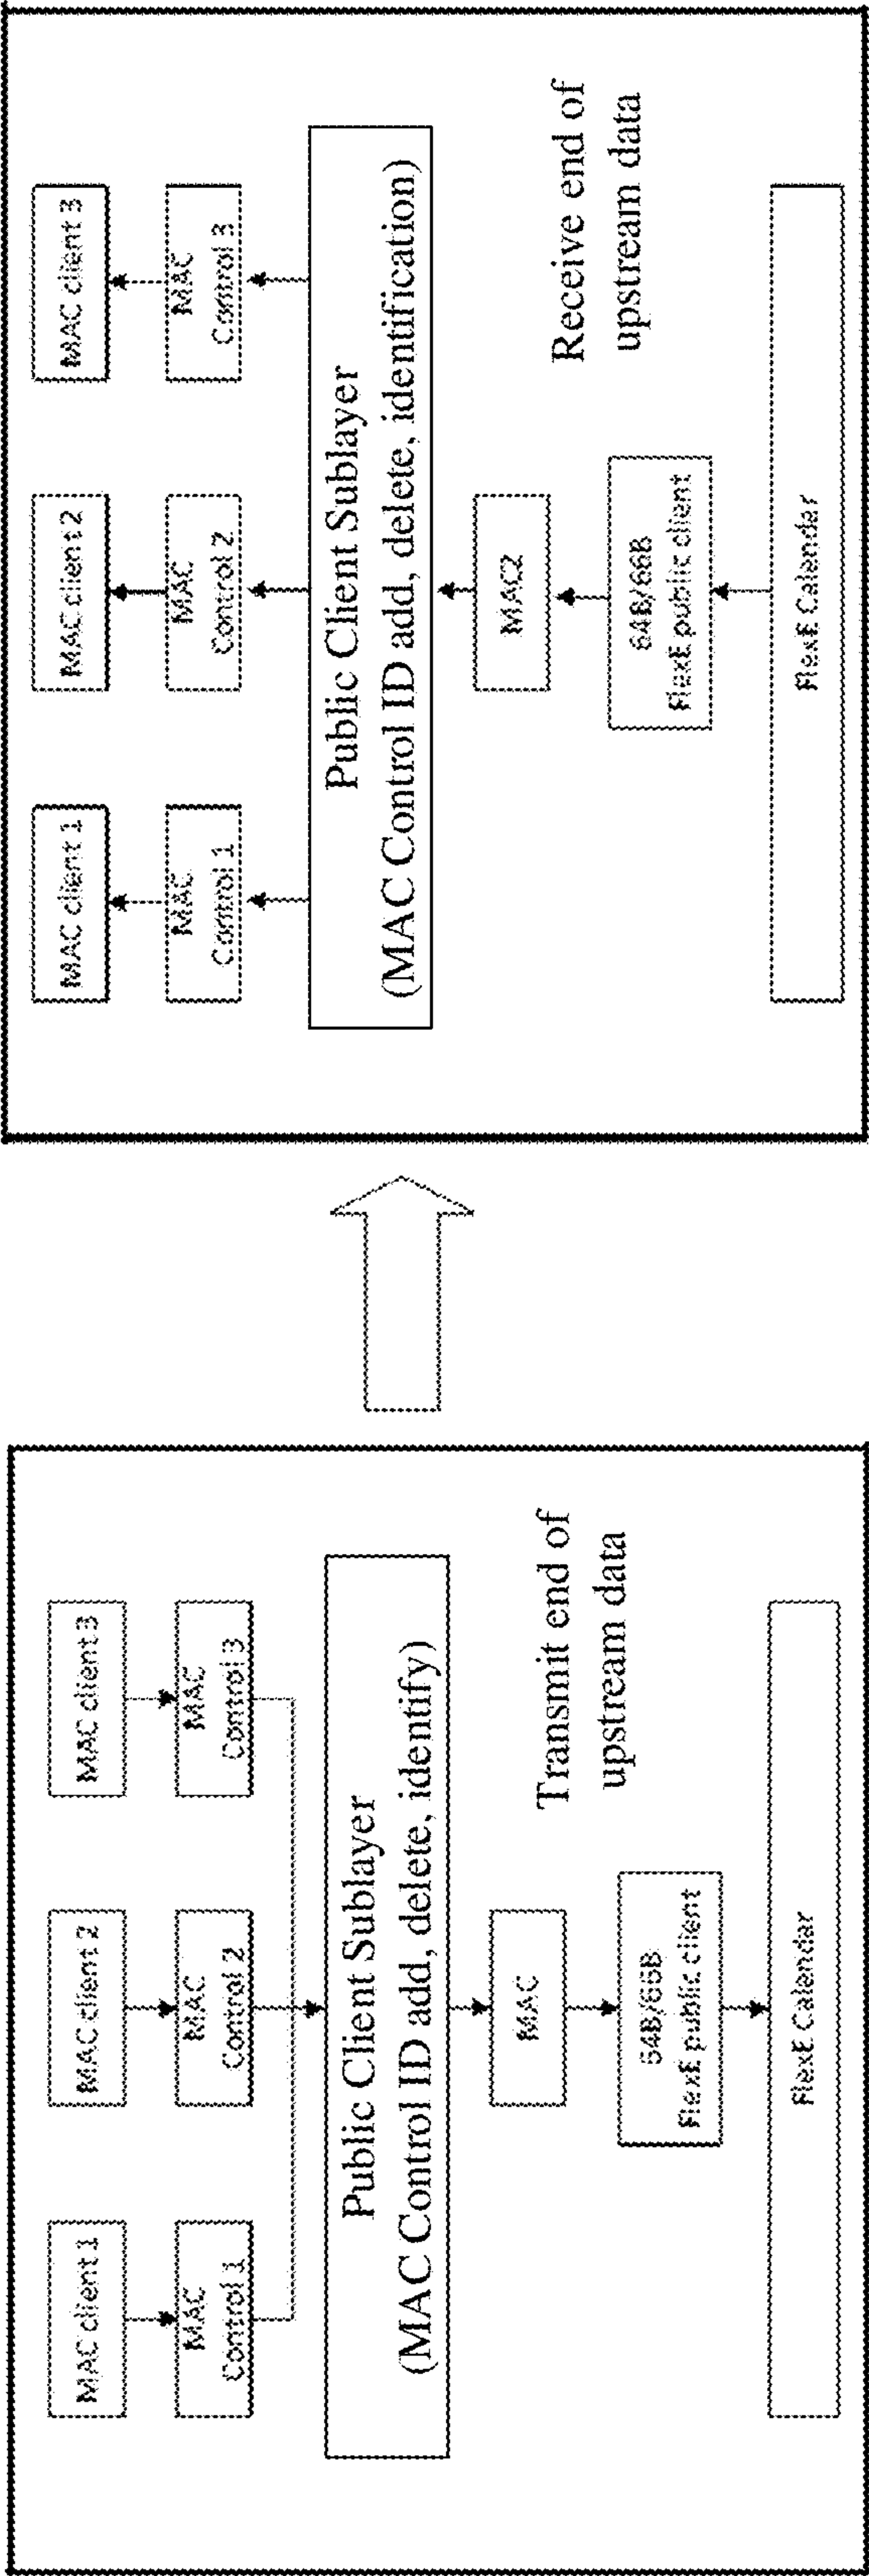 MAC client 1
MAC client 2
MAC client 3
MAC
Control 1
MAC
Control 2
MAC
Control 3
Public Client Sublayer
(MAC Control ID add, delete, identify)
MAC
64B/66B
FlexE public client
FlexE Calendar
Transmit end of
upstream data
MAC client 1
MAC client 2
MAC client 3
MAC
Control 1
MAC
Control 2
MAC
Control 3
Public Client Sublayer
(MAC Control ID add, delete, identification)
MAC2
64B/66B
FlexE public client
FlexE Calendar
Receive end of
upstream data